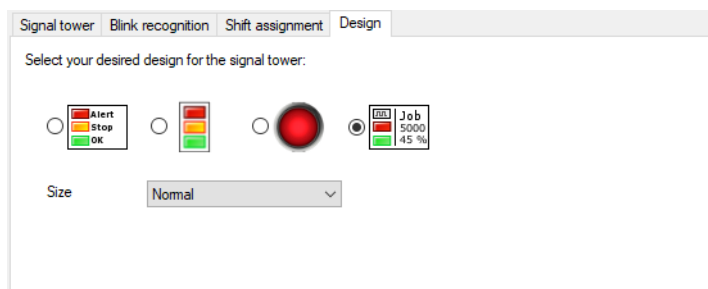 Signal tower Blink recognition Shift assignment Design
Select your desired design for the signal tower:
Alert
Stop
OK
Job
5000
45 %
Size Normal